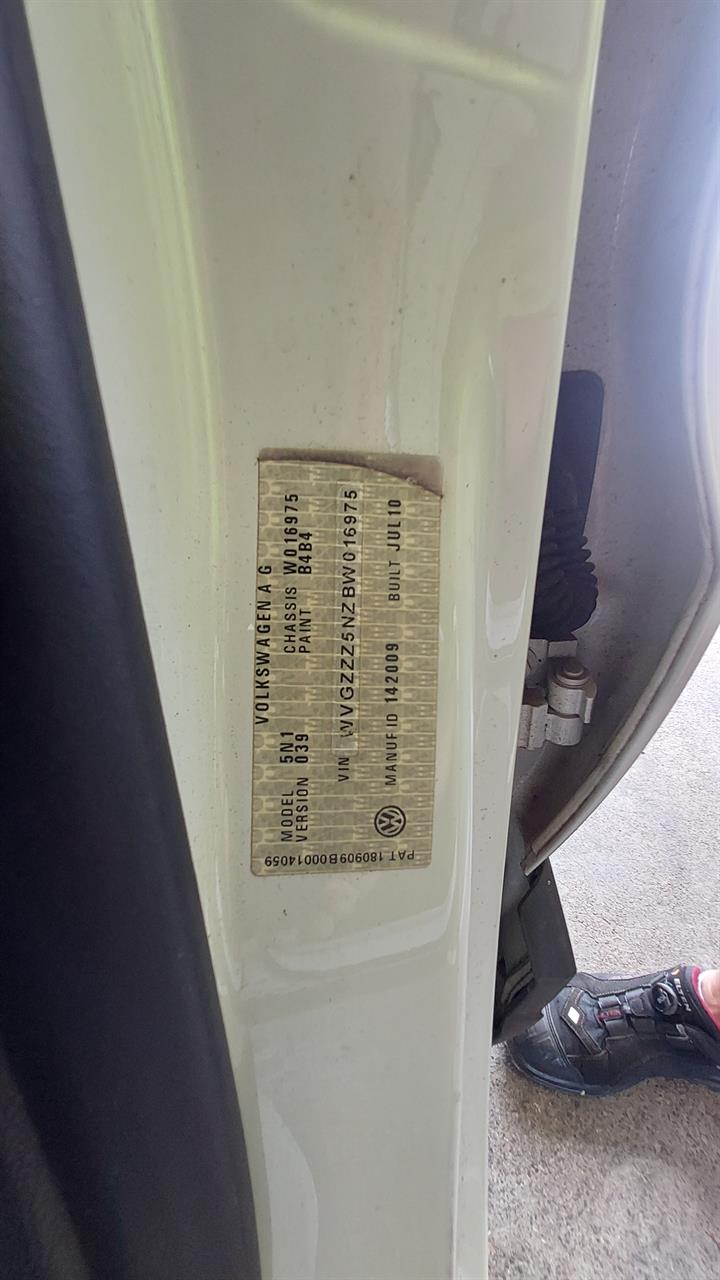 VOLKSWAGEN A G
MODEL 5N1 CHASSIS W016975
VERSION 039 PAINT B4B4
VIN WVGZZZ5NZBW016975
MANUF ID 142009 BUILT JUL10
PAT 180909B00014059